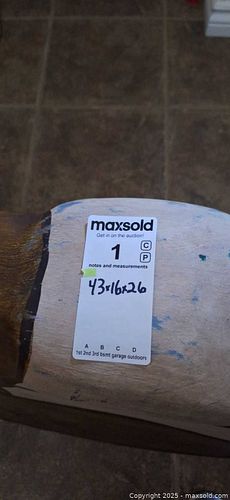 maxsold
Get in on the auction!
1
C
P
notes and measurements
43x16x26
A B C D
1st 2nd 3rd bsmt garage outdoors
Copyright © 2025 - maxsold.com